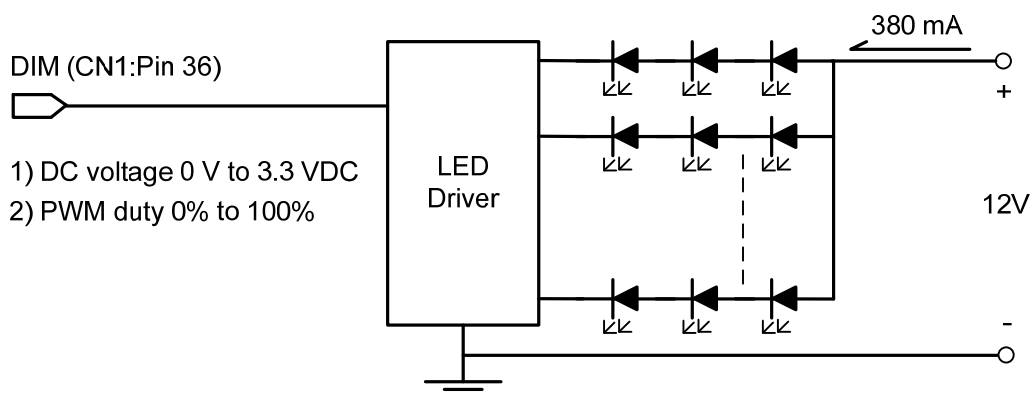 380 mA
DIM (CN1:Pin 36)
+
1) DC voltage 0 V to 3.3 VDC
2) PWM duty 0% to 100%
LED
Driver
12V
-